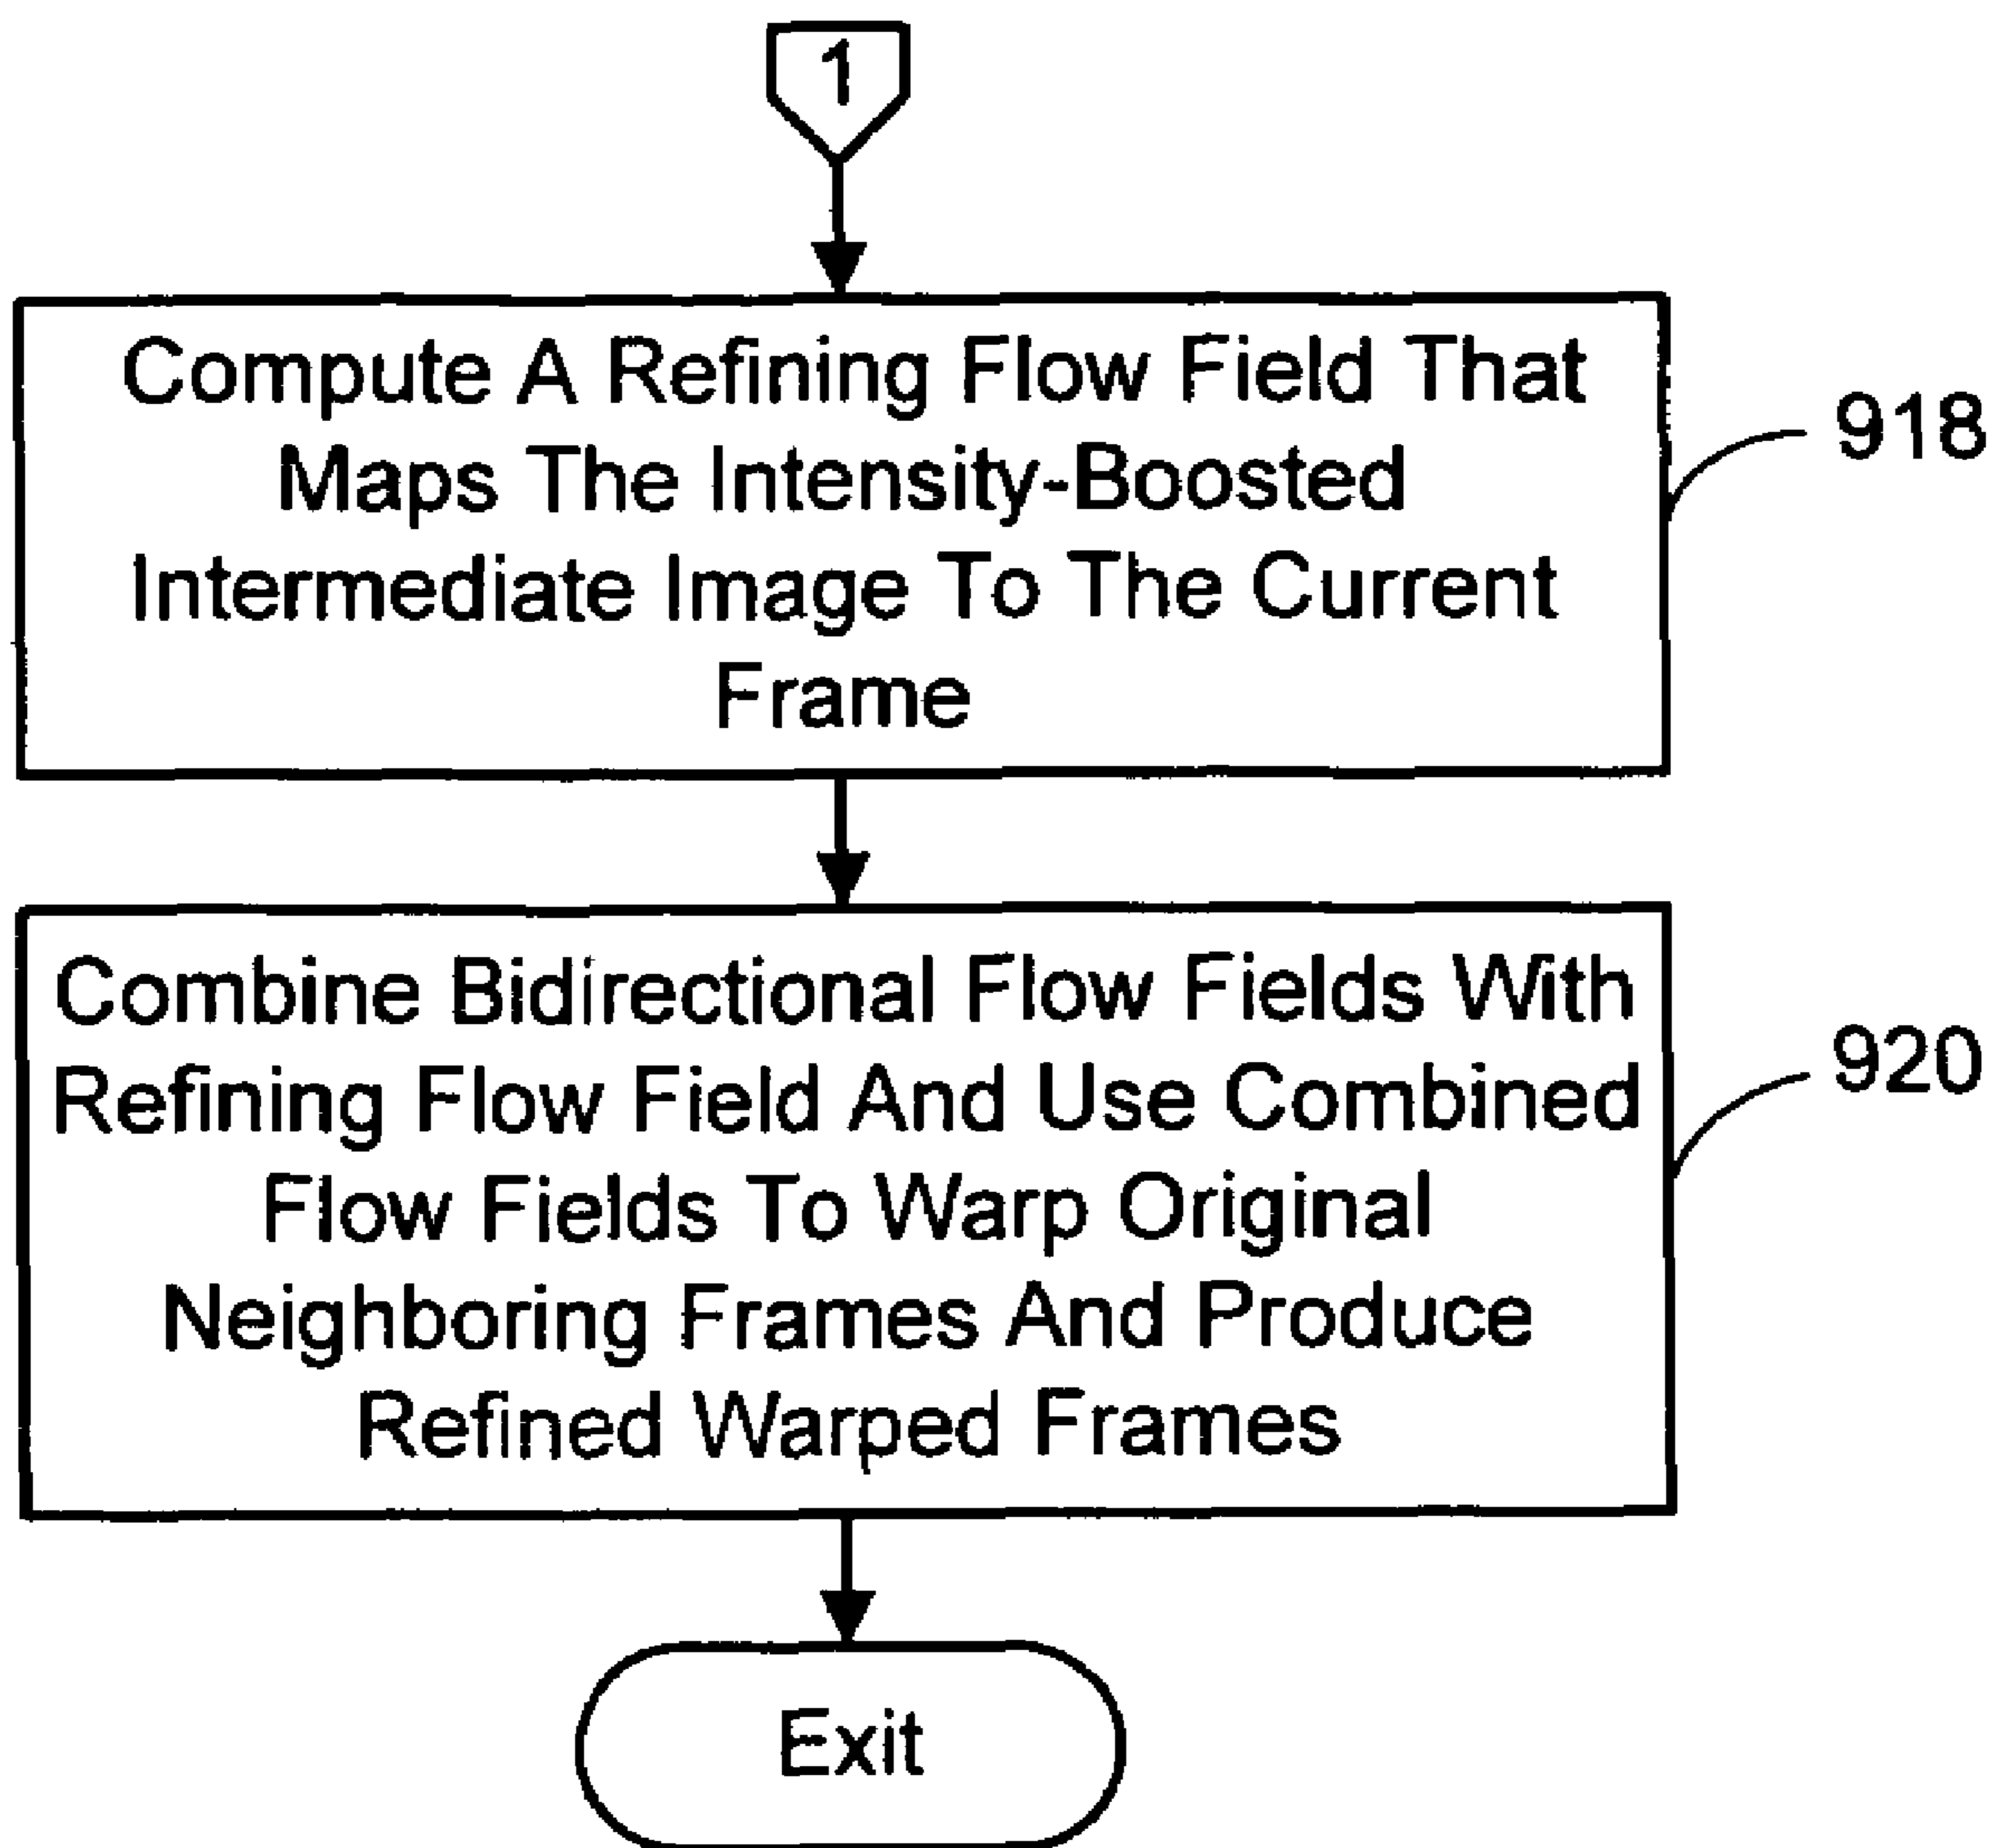 1
Compute A Refining Flow Field That
Maps The Intensity-Boosted
Intermediate Image To The Current
Frame
918
Combine Bidirectional Flow Fields With
Refining Flow Field And Use Combined
Flow Fields To Warp Original
Neighboring Frames And Produce
Refined Warped Frames
920
Exit